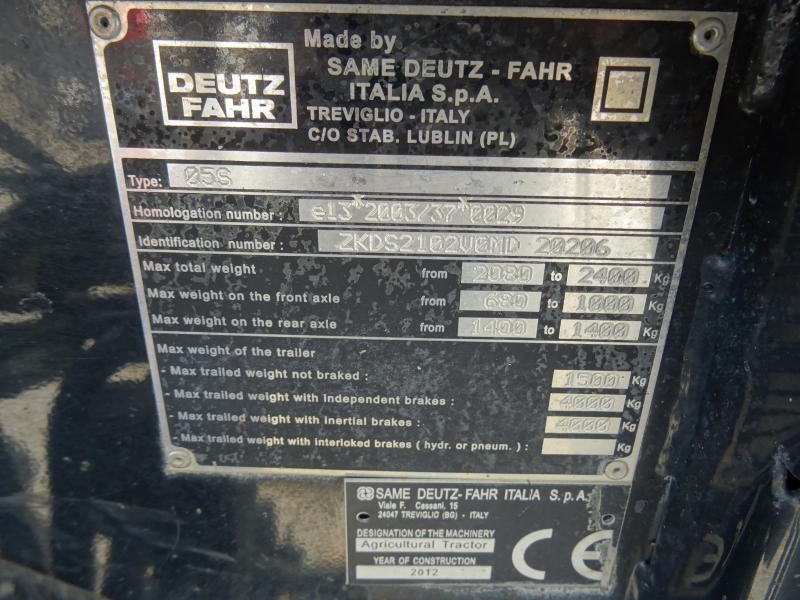 DEUTZ
FAHR
Made by
SAME DEUTZ - FAHR
ITALIA S.p.A.
TREVIGLIO - ITALY
C/O STAB. LUBLIN (PL)
Type: 05S
Homologation number : e13*2003/37*0029
Identification number : ZKDS2102V0MD 20206
Max total weight from 2080 to 2400 Kg
Max weight on the front axle from 680 to 1000 Kg
Max weight on the rear axle from 1400 to 1400 Kg
Max weight of the trailer
- Max trailed weight not braked : 1500 Kg
- Max trailed weight with independent brakes : 4000 Kg
- Max trailed weight with inertial brakes : 4000 Kg
- Max trailed weight with interloked brakes ( hydr. or pneum. ) : Kg
SAME DEUTZ-FAHR ITALIA S.p.A.
Viale F. Cassani, 15
24047 TREVIGLIO (BG) - ITALY
DESIGNATION OF THE MACHINERY
Agricultural Tractor
YEAR OF CONSTRUCTION
2012
CE